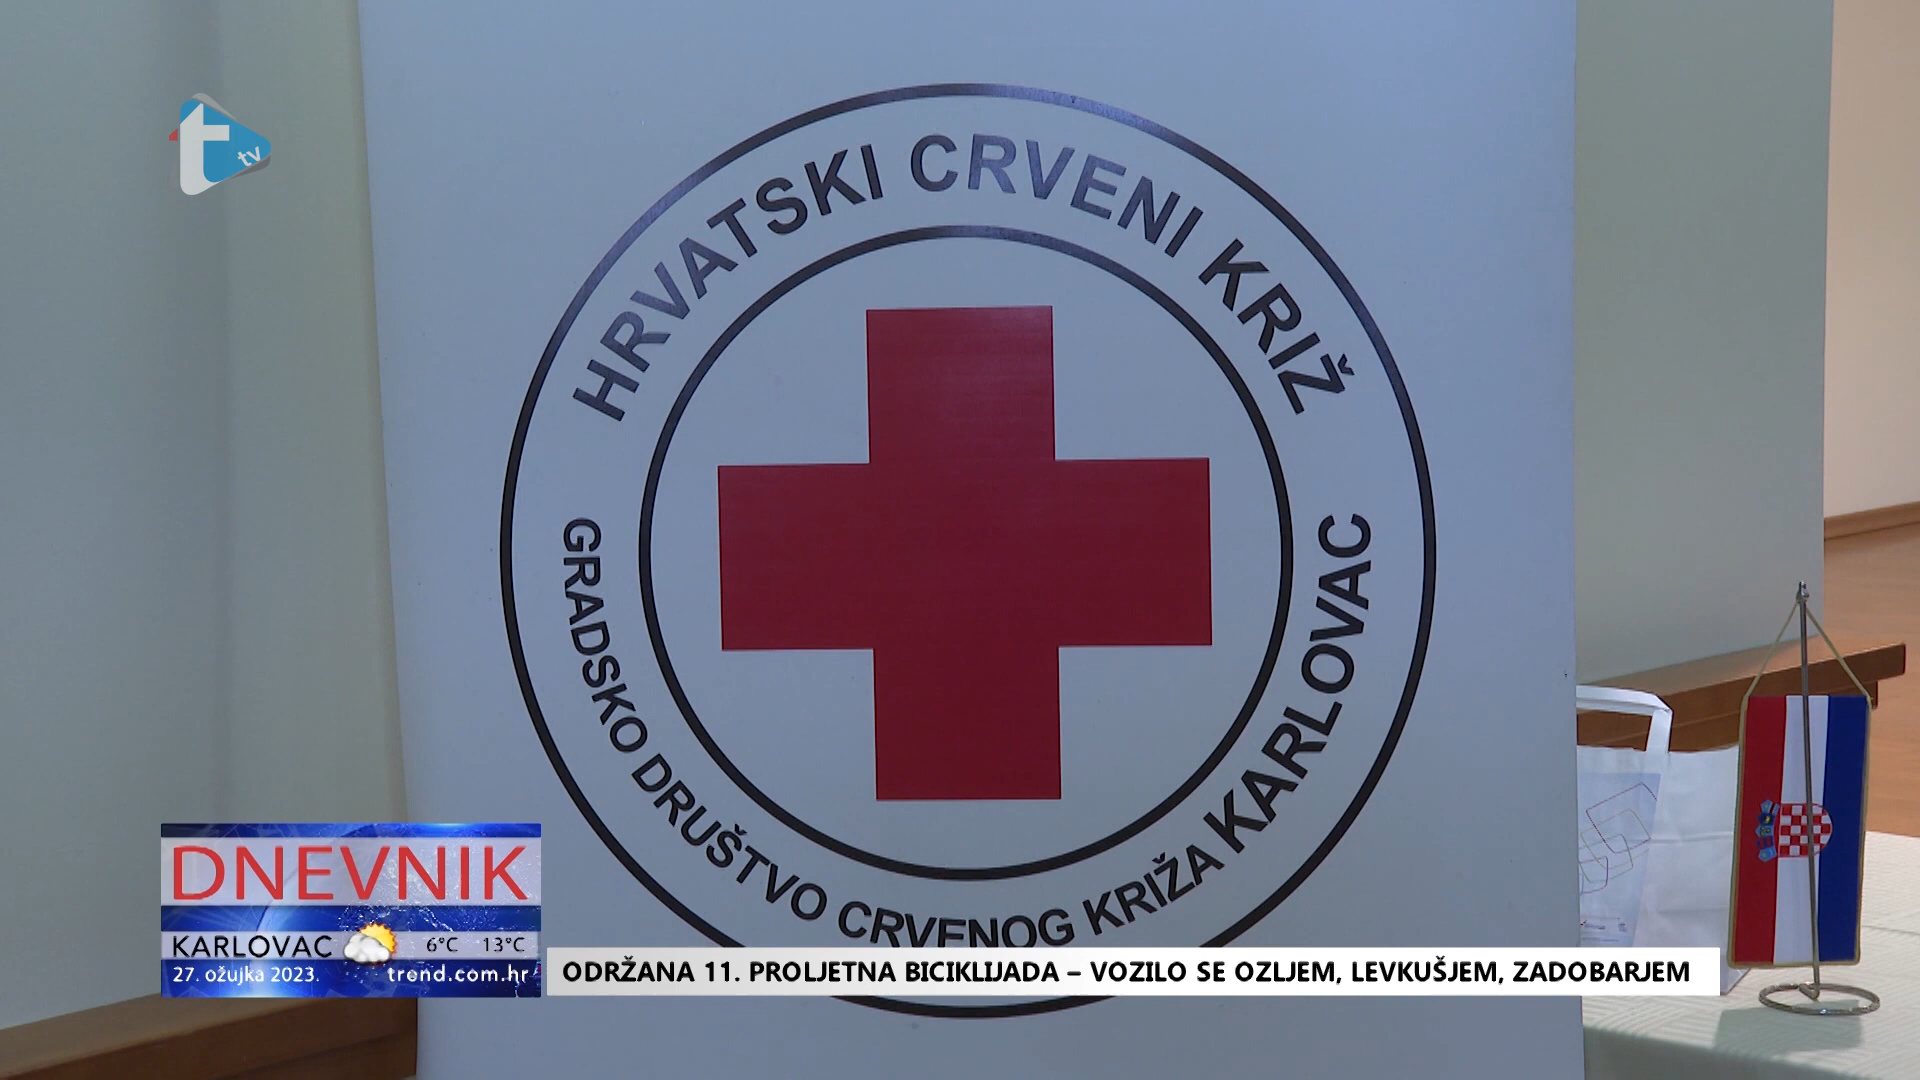 t
tv
HRVATSKI CRVENI KRIŽ
GRADSKO DRUŠTVO CRVENOG KRIŽA KARLOVAC
DNEVNIK
KARLOVAC 6°C 13°C
27. ožujka 2023. trend.com.hr
ODRŽANA 11. PROLJETNA BICIKLIJADA – VOZILO SE OZLJEM, LEVKUŠJEM, ZADOBARJEM